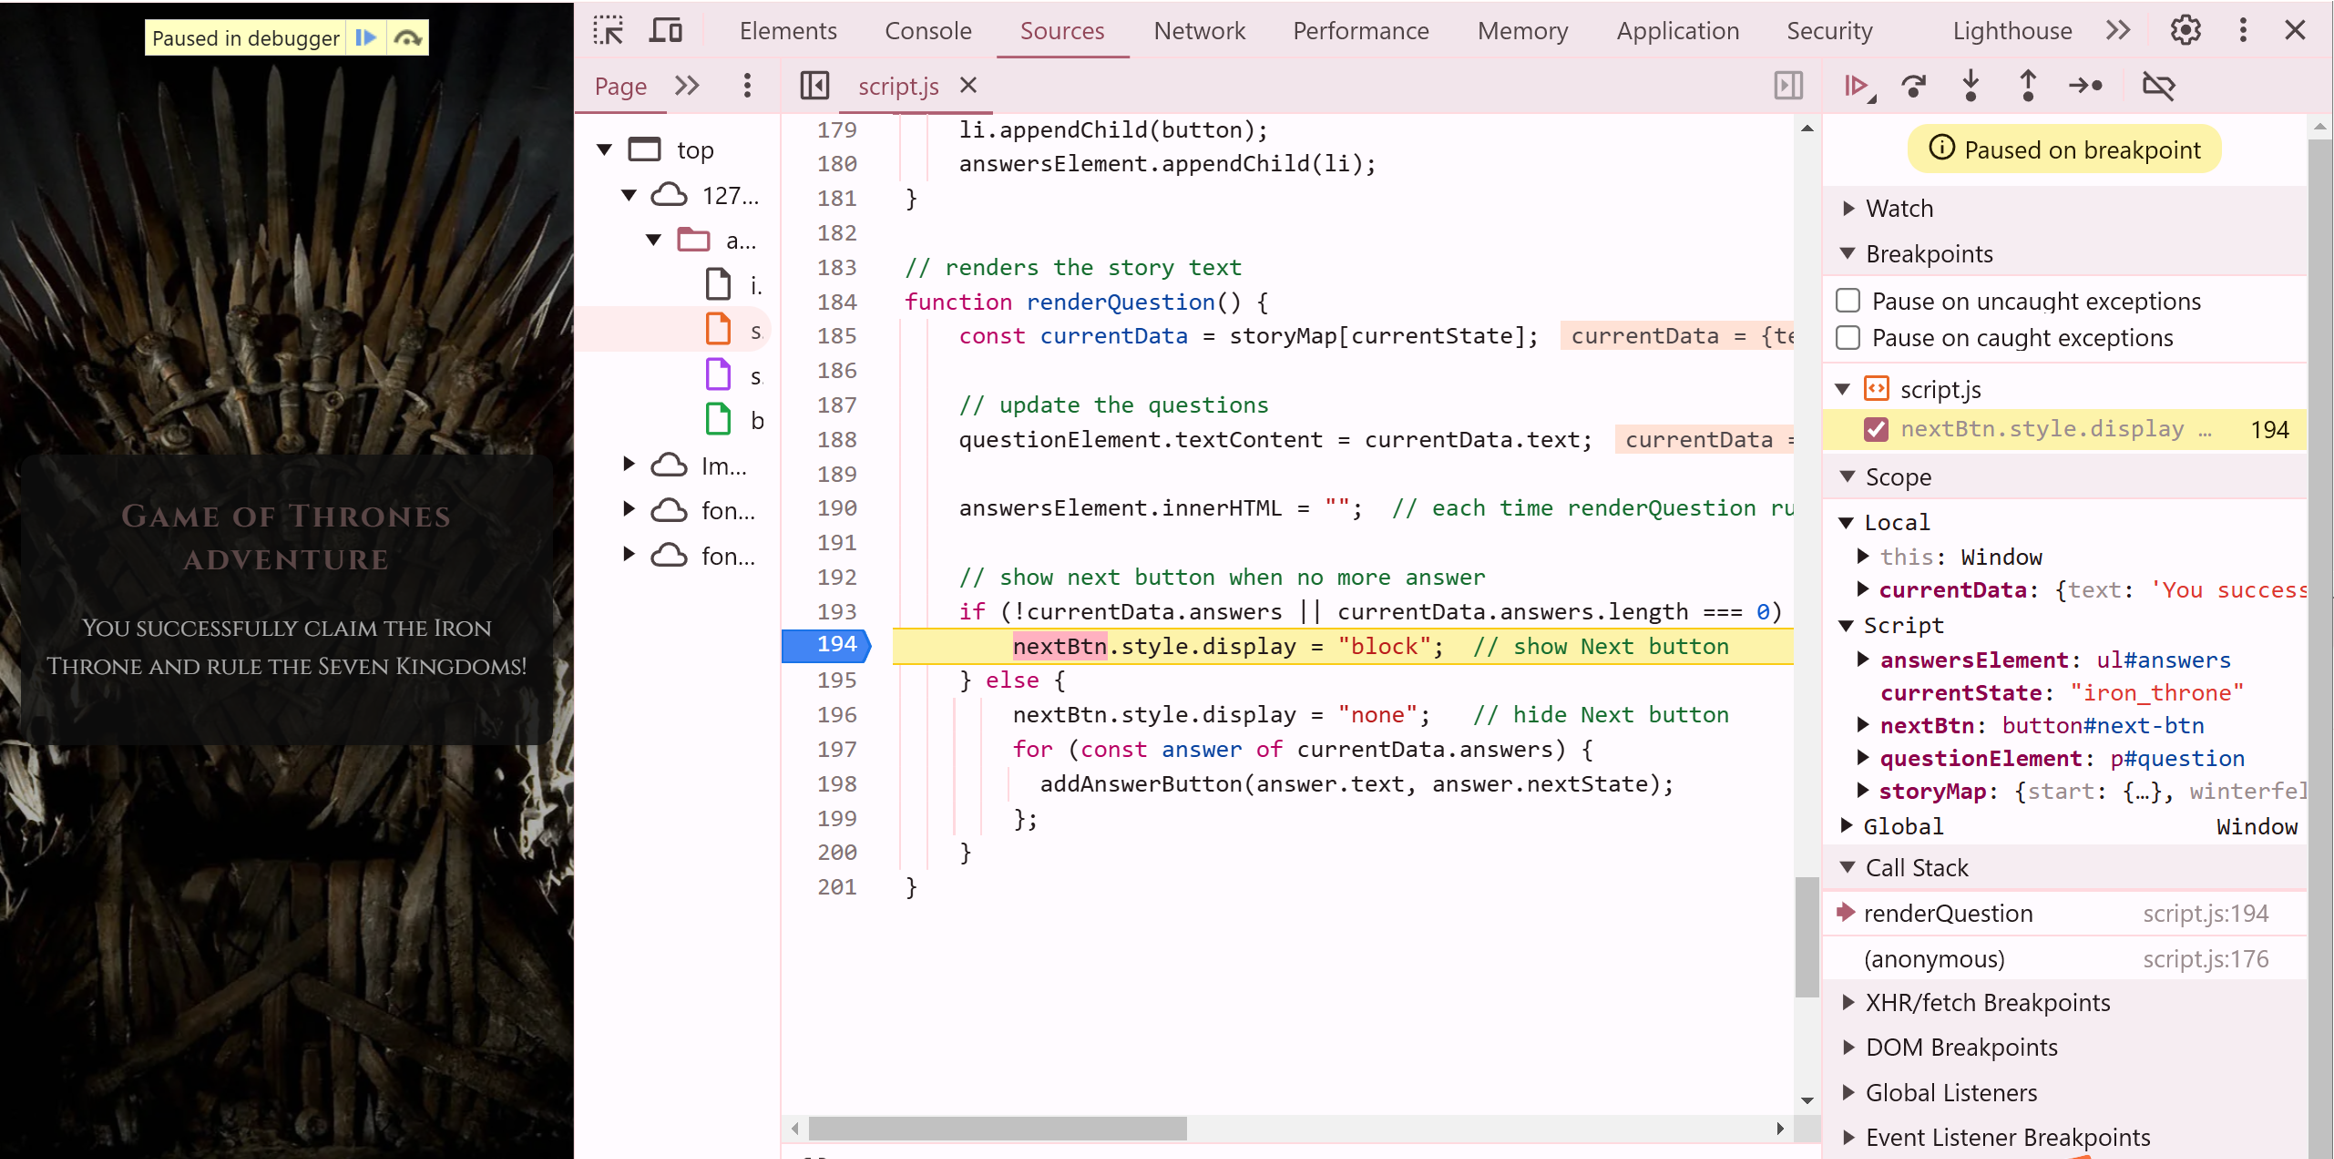 Paused in debugger
GAME OF THRONES
ADVENTURE
YOU SUCCESSFULLY CLAIM THE IRON
THRONE AND RULE THE SEVEN KINGDOMS!
Elements Console Sources Network Performance Memory Application Security Lighthouse
Page
script.js
top
127...
a...
i.
s.
s.
b
Im...
fon...
fon...
179 li.appendChild(button);
180 answersElement.appendChild(li);
181 }
182
183 // renders the story text
184 function renderQuestion() {
185 const currentData = storyMap[currentState]; currentData = {te
186
187 // update the questions
188 questionElement.textContent = currentData.text; currentData =
189
190 answersElement.innerHTML = ""; // each time renderQuestion ru
191
192 // show next button when no more answer
193 if (!currentData.answers || currentData.answers.length === 0)
194 nextBtn.style.display = "block"; // show Next button
195 } else {
196 nextBtn.style.display = "none"; // hide Next button
197 for (const answer of currentData.answers) {
198 addAnswerButton(answer.text, answer.nextState);
199 };
200 }
201 }
Paused on breakpoint
Watch
Breakpoints
Pause on uncaught exceptions
Pause on caught exceptions
script.js
nextBtn.style.display ... 194
Scope
Local
this: Window
currentData: {text: 'You success
Script
answersElement: ul#answers
currentState: "iron_throne"
nextBtn: button#next-btn
questionElement: p#question
storyMap: {start: {…}, winterfel
Global Window
Call Stack
renderQuestion script.js:194
(anonymous) script.js:176
XHR/fetch Breakpoints
DOM Breakpoints
Global Listeners
Event Listener Breakpoints